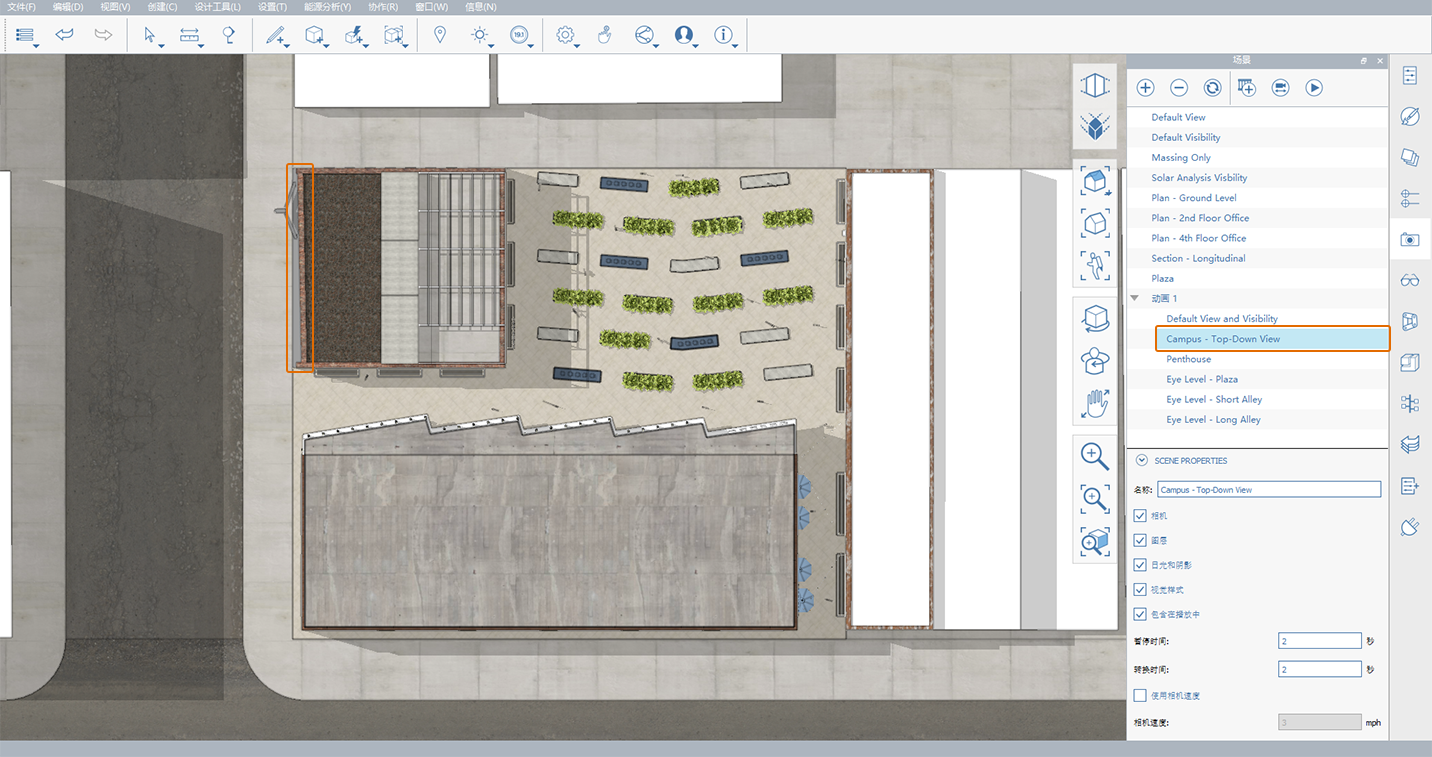 文件(F) 编辑(D) 视图(V) 创建(C) 设计工具(L) 设置(T) 能源分析(Y) 协作(R) 窗口(W) 信息(N)
19:1
场景
Default View
Default Visibility
Massing Only
Solar Analysis Visbility
Plan - Ground Level
Plan - 2nd Floor Office
Plan - 4th Floor Office
Section - Longitudinal
Plaza
动画 1
Default View and Visibility
Campus - Top-Down View
Penthouse
Eye Level - Plaza
Eye Level - Short Alley
Eye Level - Long Alley
SCENE PROPERTIES
名称: Campus - Top-Down View
相机
图层
日光和阴影
视觉样式
包含在播放中
暂停时间: 2 秒
转换时间: 2 秒
使用相机速度
相机速度: 3 mph